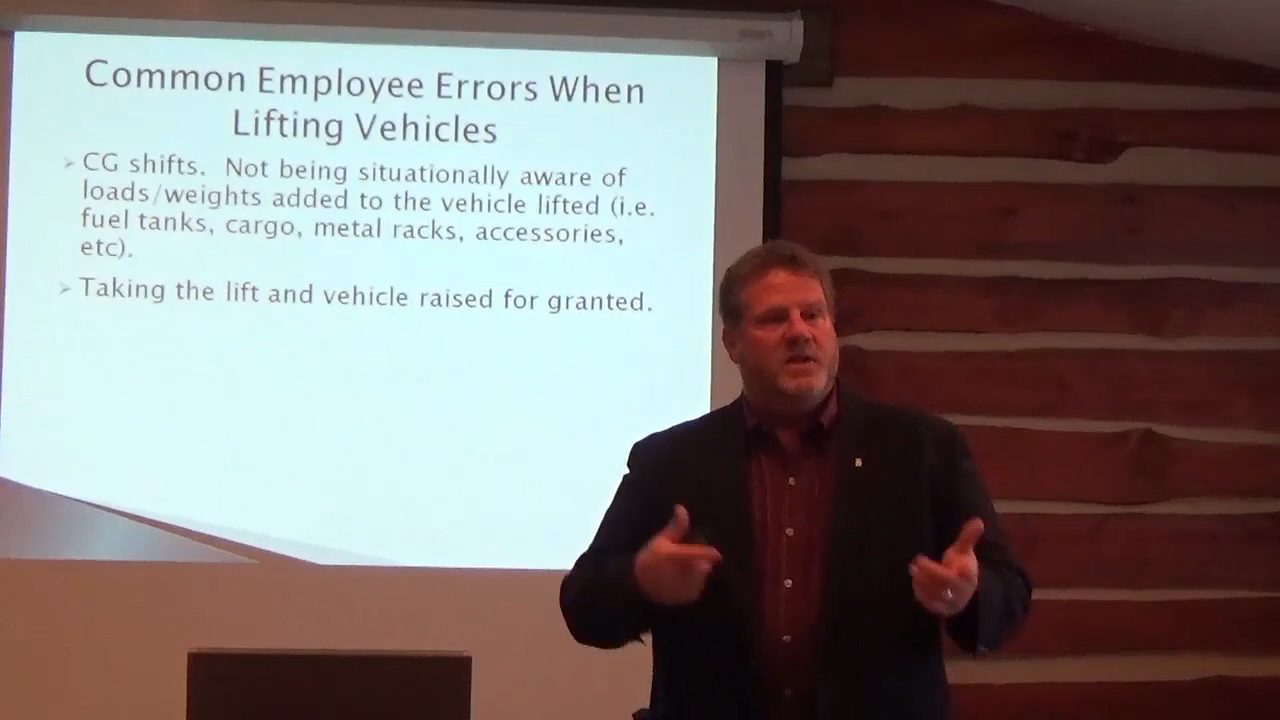 Common Employee Errors When
Lifting Vehicles
CG shifts. Not being situationally aware of
loads/weights added to the vehicle lifted (i.e.
fuel tanks, cargo, metal racks, accessories,
etc).
Taking the lift and vehicle raised for granted.